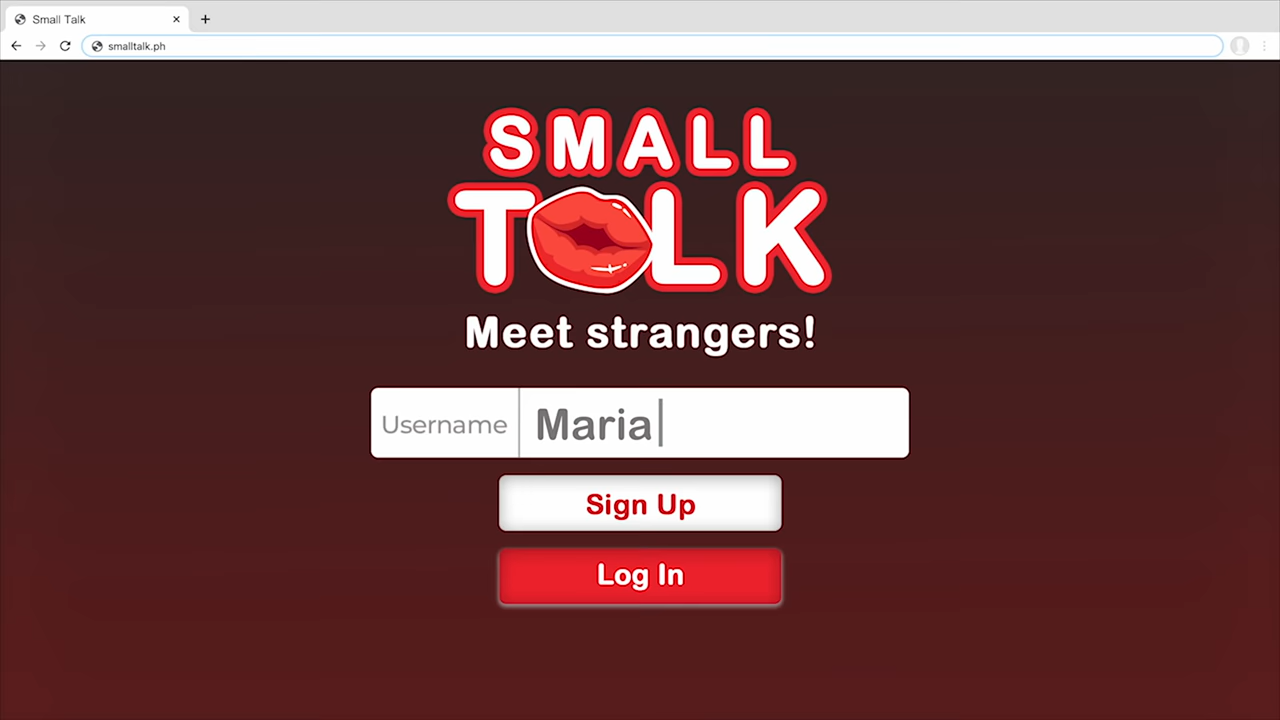 Small Talk
smalltalk.ph
SMALL
TALK
Meet strangers!
Username Maria
Sign Up
Log In